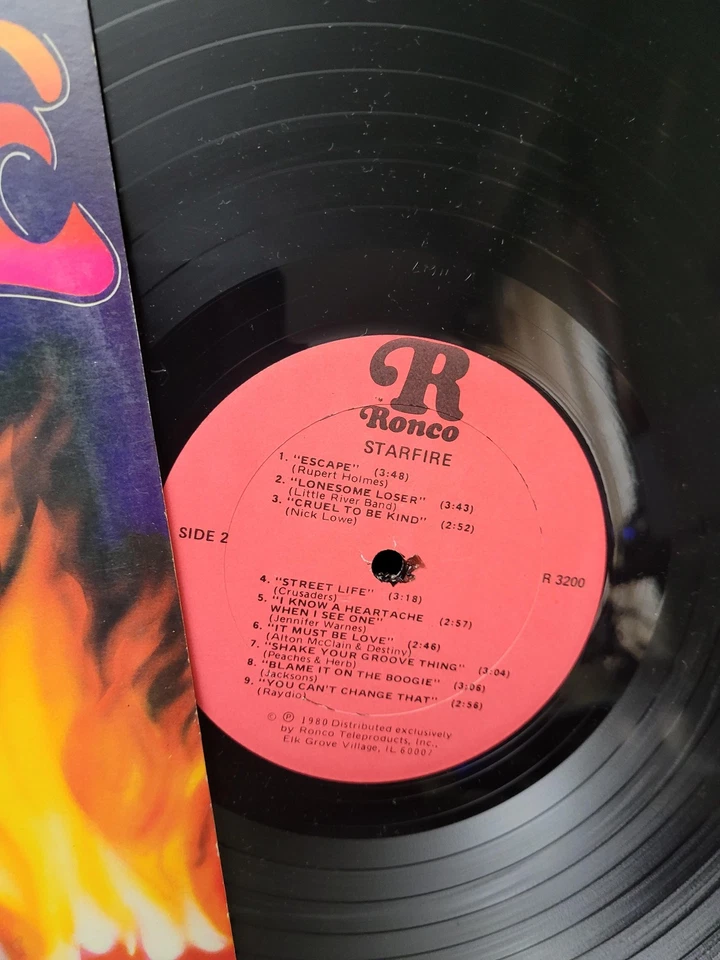 R
Ronco
STARFIRE
1. "ESCAPE" (3:48)
(Rupert Holmes)
2. "LONESOME LOSER" (3:43)
(Little River Band)
3. "CRUEL TO BE KIND" (2:52)
(Nick Lowe)
SIDE 2
R 3200
4. "STREET LIFE" (3:18)
(Crusaders)
5. "I KNOW A HEARTACHE
WHEN I SEE ONE" (2:57)
(Jennifer Warnes)
6. "IT MUST BE LOVE" (2:46)
(Alton McClain & Destiny)
7. "SHAKE YOUR GROOVE THING" (3:04)
(Peaches & Herb)
8. "BLAME IT ON THE BOOGIE" (3:06)
(Jacksons)
9. "YOU CAN'T CHANGE THAT" (2:56)
(Raydio)
© ℗ 1980 Distributed exclusively
by Ronco Teleproducts, Inc.,
Elk Grove Village, IL 60007